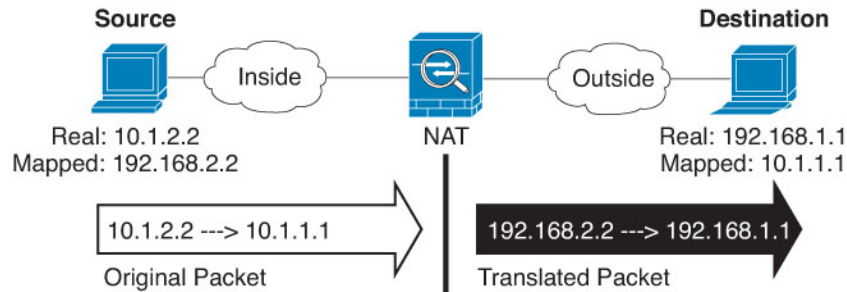 Source
Destination
Inside
Outside
Real: 10.1.2.2
Mapped: 192.168.2.2
NAT
Real: 192.168.1.1
Mapped: 10.1.1.1
10.1.2.2 ---> 10.1.1.1
192.168.2.2 ---> 192.168.1.1
Original Packet
Translated Packet